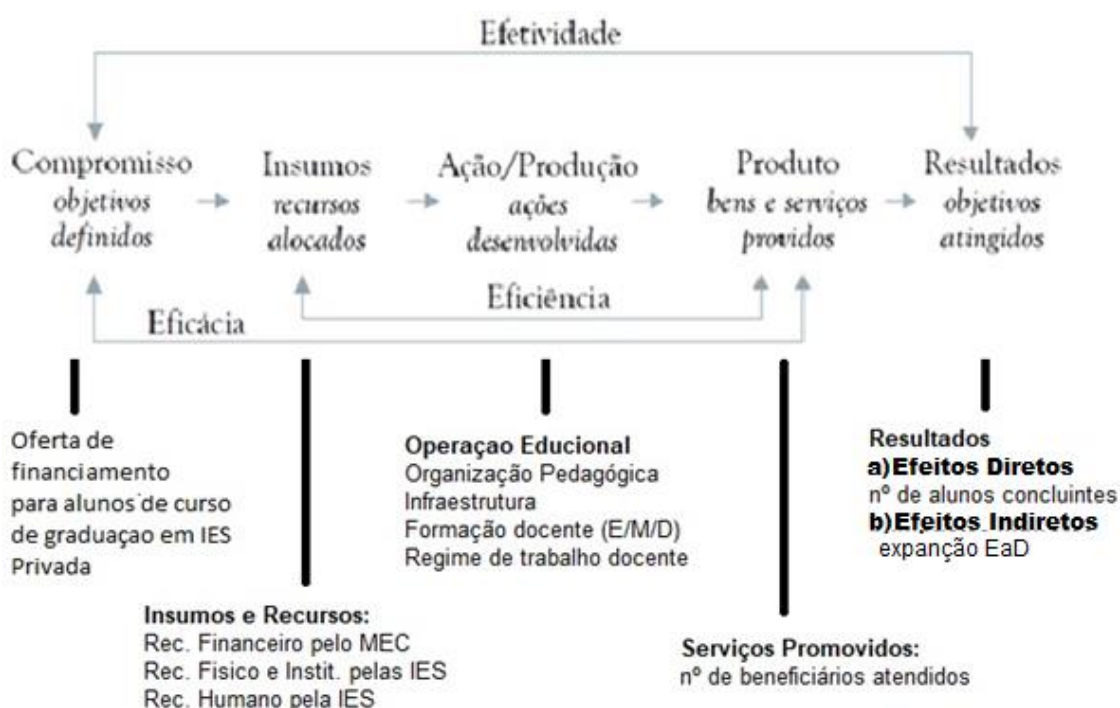 Efetividade
Compromisso
objetivos
definidos
Insumos
recursos
alocados
Ação/Produção
ações
desenvolvidas
Produto
bens e serviços
providos
Resultados
objetivos
atingidos
Eficiência
Eficácia
Oferta de
financiamento
para alunos de curso
de graduaçao em IES
Privada
Insumos e Recursos:
Rec. Financeiro pelo MEC
Rec. Fisico e Instit. pelas IES
Rec. Humano pela IES
Operaçao Educional
Organização Pedagógica
Infraestrutura
Formação docente (E/M/D)
Regime de trabalho docente
Serviços Promovidos:
nº de beneficiários atendidos
Resultados
a)Efeitos Diretos
nº de alunos concluintes
b)Efeitos Indiretos
expanção EaD